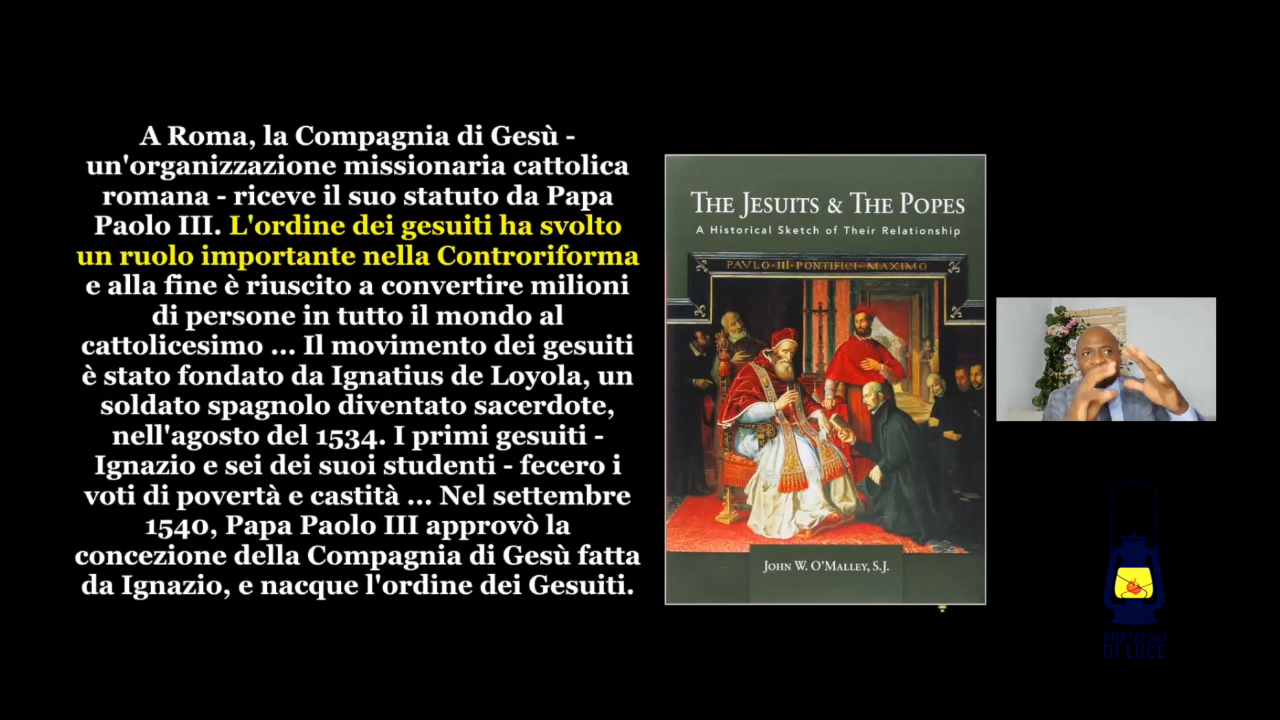 A Roma, la Compagnia di Gesù -
un'organizzazione missionaria cattolica
romana - riceve il suo statuto da Papa
Paolo III. L'ordine dei gesuiti ha svolto
un ruolo importante nella Controriforma
e alla fine è riuscito a convertire milioni
di persone in tutto il mondo al
cattolicesimo ... Il movimento dei gesuiti
è stato fondato da Ignatius de Loyola, un
soldato spagnolo diventato sacerdote,
nell'agosto del 1534. I primi gesuiti -
Ignazio e sei dei suoi studenti - fecero i
voti di povertà e castità ... Nel settembre
1540, Papa Paolo III approvò la
concezione della Compagnia di Gesù fatta
da Ignazio, e nacque l'ordine dei Gesuiti.
THE JESUITS & THE POPES
A Historical Sketch of Their Relationship
PAVLO·III·PONTIFICI·MAXIMO
JOHN W. O'MALLEY, S.J.
PORTATORI
DI LUCE